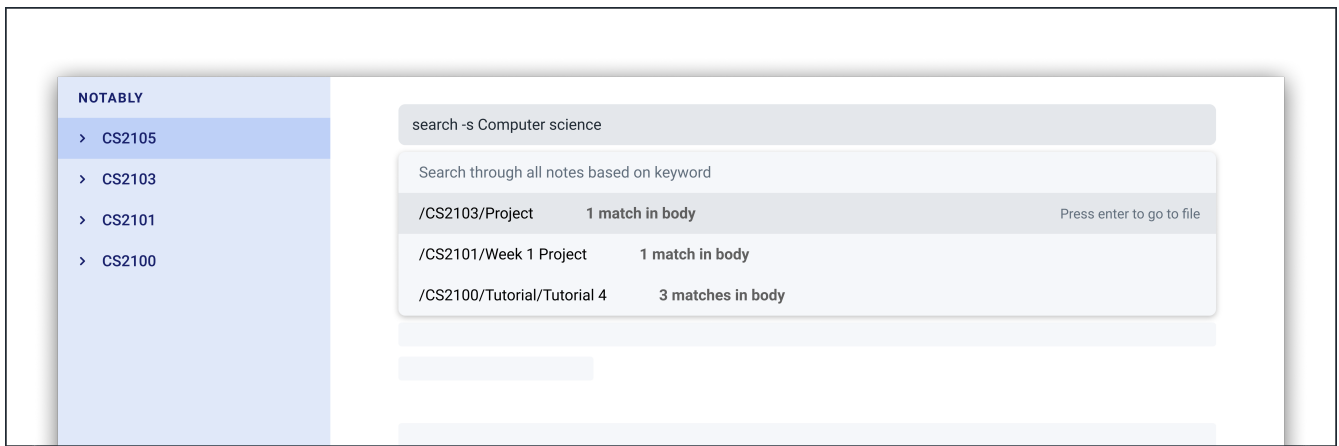 NOTABLY
CS2105
CS2103
CS2101
CS2100
search -s Computer science
Search through all notes based on keyword
/CS2103/Project 1 match in body Press enter to go to file
/CS2101/Week 1 Project 1 match in body
/CS2100/Tutorial/Tutorial 4 3 matches in body